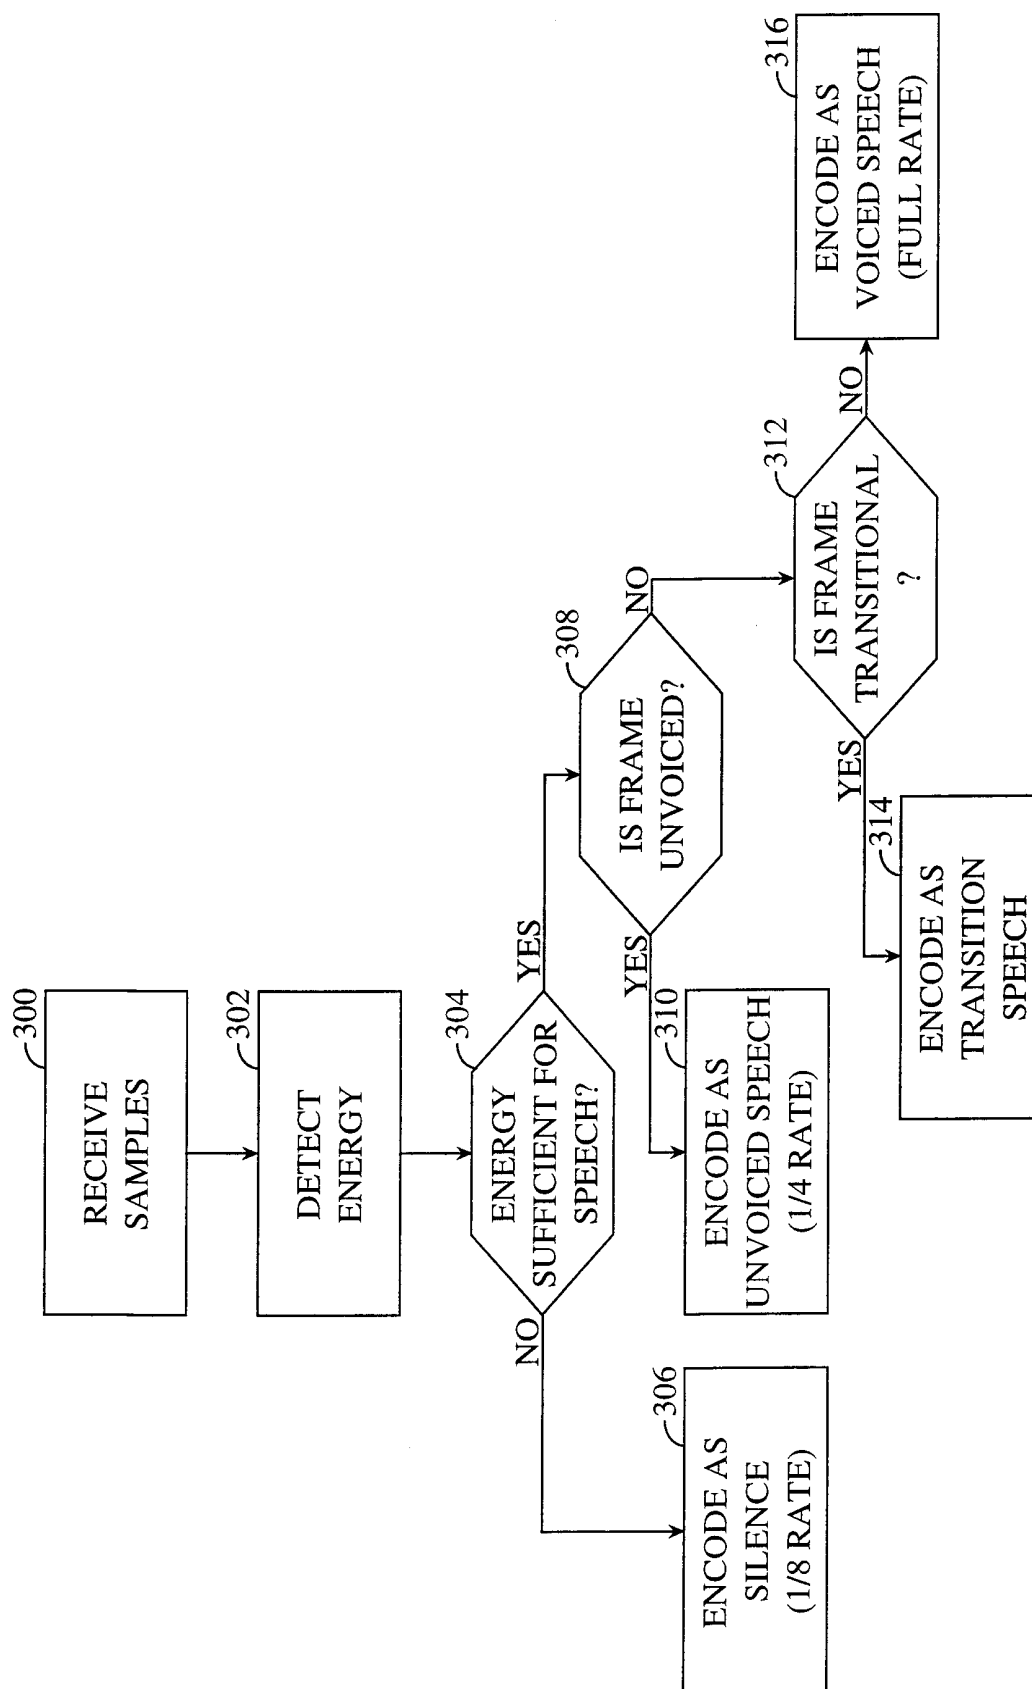 300
RECEIVE
SAMPLES
302
DETECT
ENERGY
304
ENERGY
SUFFICIENT FOR
SPEECH?
NO
YES
306
ENCODE AS
SILENCE
(1/8 RATE)
308
IS FRAME
UNVOICED?
YES
NO
310
ENCODE AS
UNVOICED SPEECH
(1/4 RATE)
312
IS FRAME
TRANSITIONAL
?
YES
NO
314
ENCODE AS
TRANSITION
SPEECH
316
ENCODE AS
VOICED SPEECH
(FULL RATE)